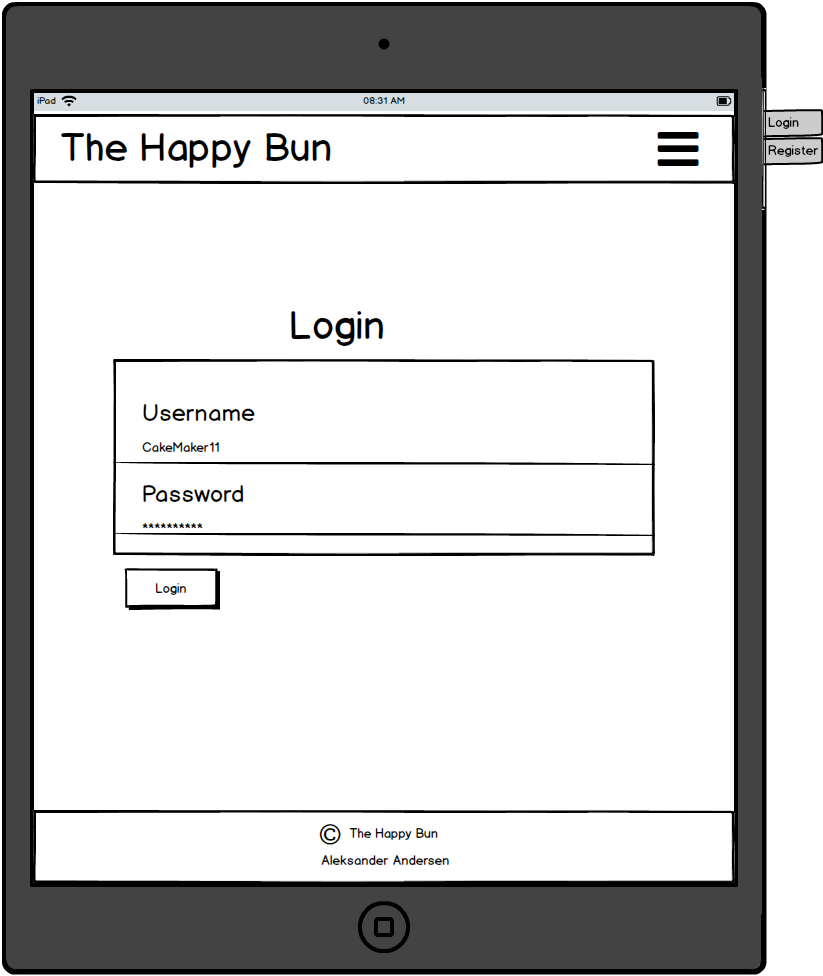 iPad 08:31 AM
The Happy Bun
Login
Register
Login
Username
CakeMaker11
Password
**********
Login
© The Happy Bun
Aleksander Andersen